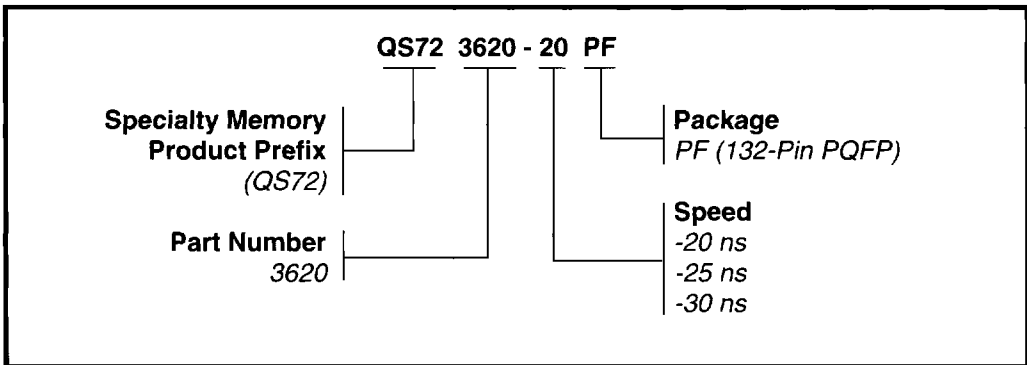 QS72 3620 - 20 PF
Specialty Memory
Product Prefix
(QS72)
Part Number
3620
Package
PF (132-Pin PQFP)
Speed
-20 ns
-25 ns
-30 ns